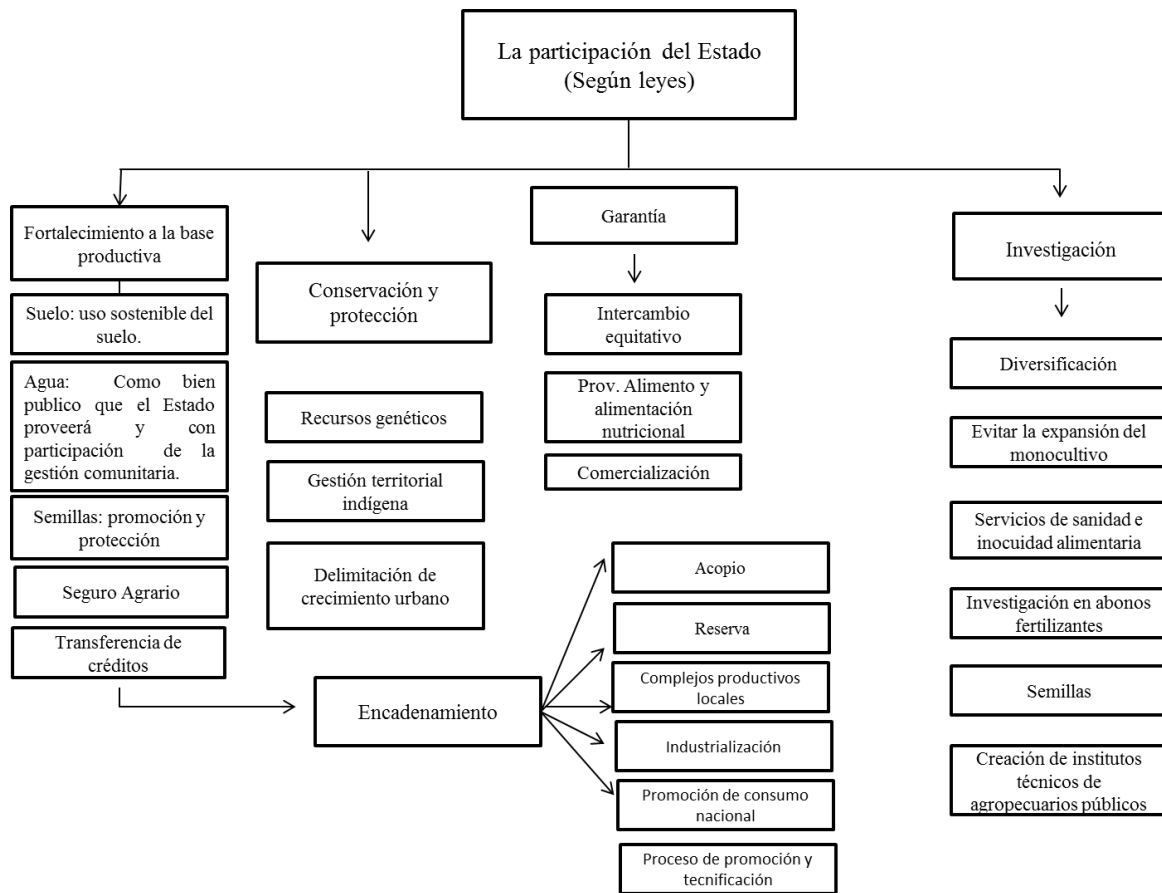 La participación del Estado
(Según leyes)
Fortalecimiento a la base
productiva
Suelo: uso sostenible del
suelo.
Agua: Como bien
publico que el Estado
proveerá y con
participación de la
gestión comunitaria.
Semillas: promoción y
protección
Seguro Agrario
Transferencia de
créditos
Conservación y
protección
Recursos genéticos
Gestión territorial
indígena
Delimitación de
crecimiento urbano
Encadenamiento
Garantía
Intercambio
equitativo
Prov. Alimento y
alimentación
nutricional
Comercialización
Acopio
Reserva
Complejos productivos
locales
Industrialización
Promoción de consumo
nacional
Proceso de promoción y
tecnificación
Investigación
Diversificación
Evitar la expansión del
monocultivo
Servicios de sanidad e
inocuidad alimentaria
Investigación en abonos
fertilizantes
Semillas
Creación de institutos
técnicos de
agropecuarios públicos